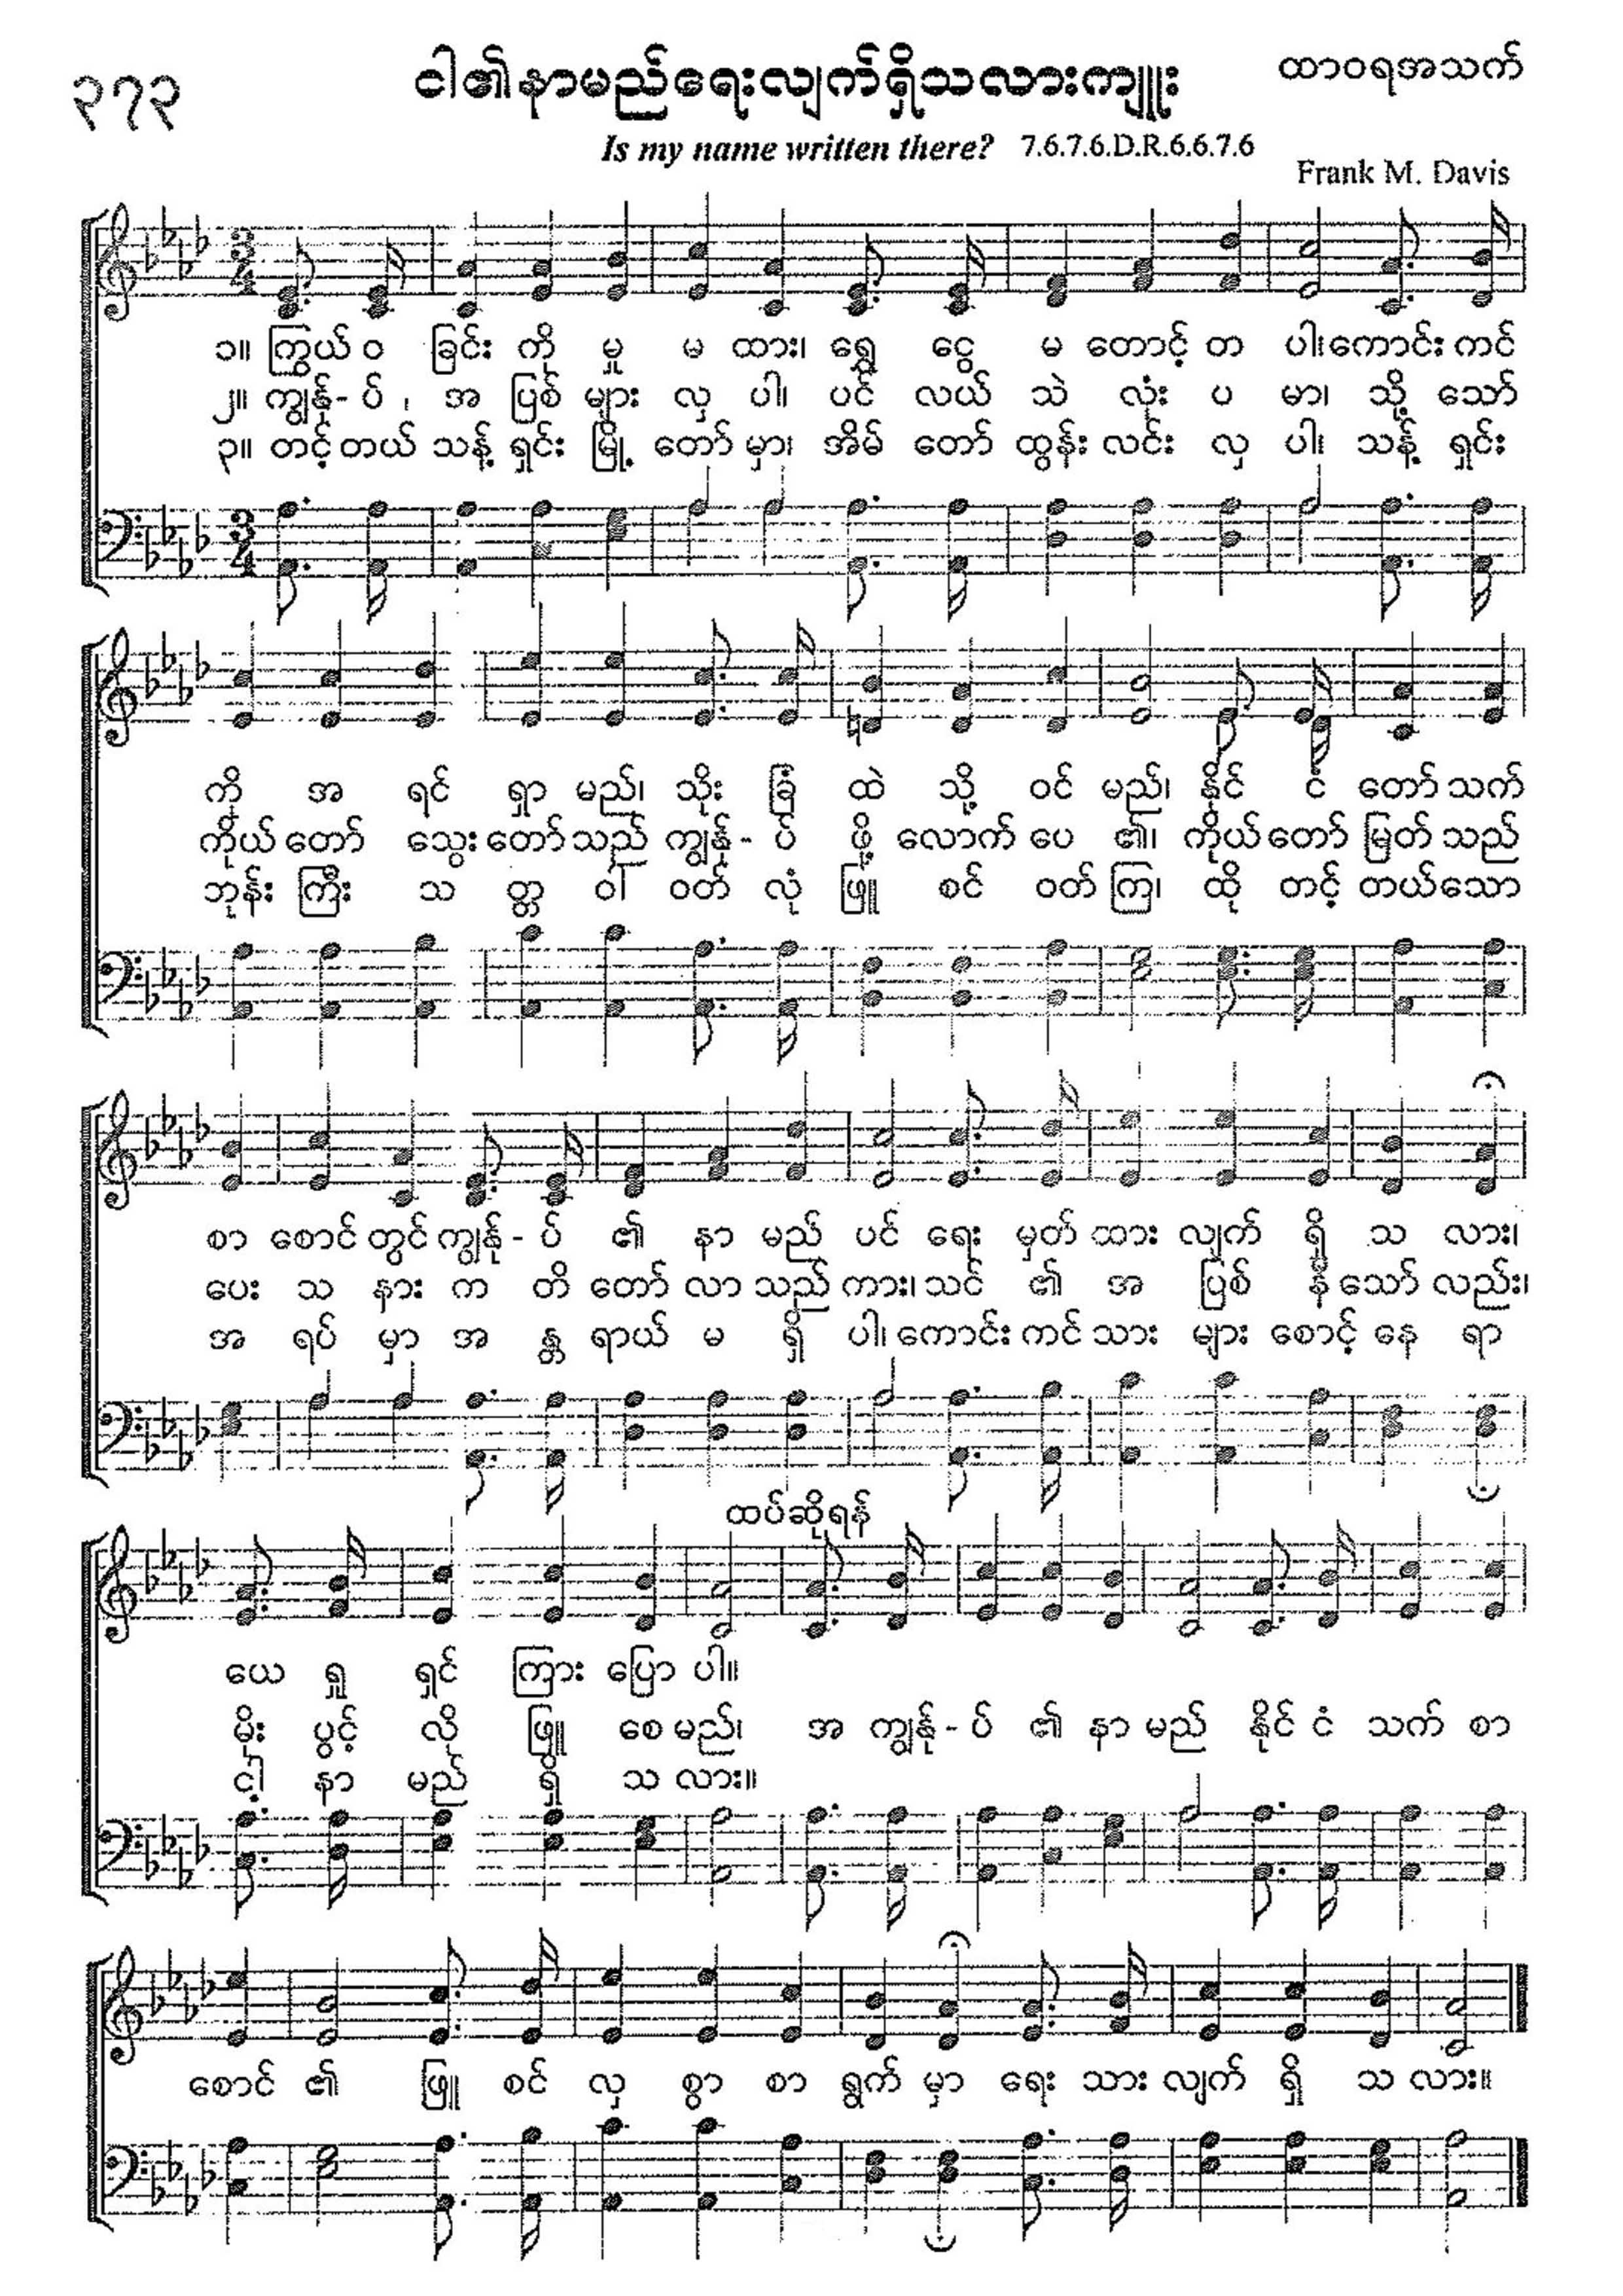 ၃၇၃
ငါ၏နာမည်ရေးလျက်ရှိသလားကျူး
ထာဝရအသက်
Is my name written there? 7.6.7.6.D.R.6.6.7.6
Frank M. Davis
၁။ ကြွယ် ဝ ခြင်း ကို မှု မ ထား၊ ရွှေ ငွေ မ တောင့် တ ပါ၊ကောင်း ကင်
၂။ ကျွန်ု- ပ် ၊ အ ပြစ် များ လှ ပါ၊ ပင် လယ် သဲ လုံး ပ မာ၊ သို့ သော်
၃။ တင့် တယ် သန့် ရှင်း မြို့ တော် မှာ၊ အိမ် တော် ထွန်း လင်း လှ ပါ၊ သန့် ရှင်း
ကို အ ရင် ရှာ မည်၊ သိုး ခြံ ထဲ သို့ ဝင် မည်၊ နိုင် ငံ တော် သက်
ကိုယ် တော် သွေး တော် သည် ကျွန်ု - ပ် ဖို့ လောက် ပေ ၏၊ ကိုယ် တော် မြတ် သည်
ဘုန်း ကြီး သ တ္တ ဝါ ဝတ် လုံ ဖြူ စင် ဝတ် ကြ၊ ထို တင့် တယ်သော
စာ စောင် တွင် ကျွန်ု - ပ် ၏ နာ မည် ပင် ရေး မှတ် ထား လျက် ရှိ သ လား၊
ပေး သ နား က တိ တော် လာ သည် ကား၊ သင် ၏ အ ပြစ် နီ သော် လည်း၊
အ ရပ် မှာ အ န္တ ရာယ် မ ရှိ ပါ၊ ကောင်း ကင် သား များ စောင့် နေ ရာ
ထပ်ဆိုရန်
ယေ ရှု ရှင် ကြား ပြော ပါ။
မိုး ပွင့် လို ဖြူ စေ မည်၊ အ ကျွန်ု - ပ် ၏ နာ မည် နိုင် ငံ သက် စာ
ငါ့ နာ မည် ရှိ သ လား။
စောင် ၏ ဖြူ စင် လှ စွာ စာ ရွက် မှာ ရေး သား လျက် ရှိ သ လား။